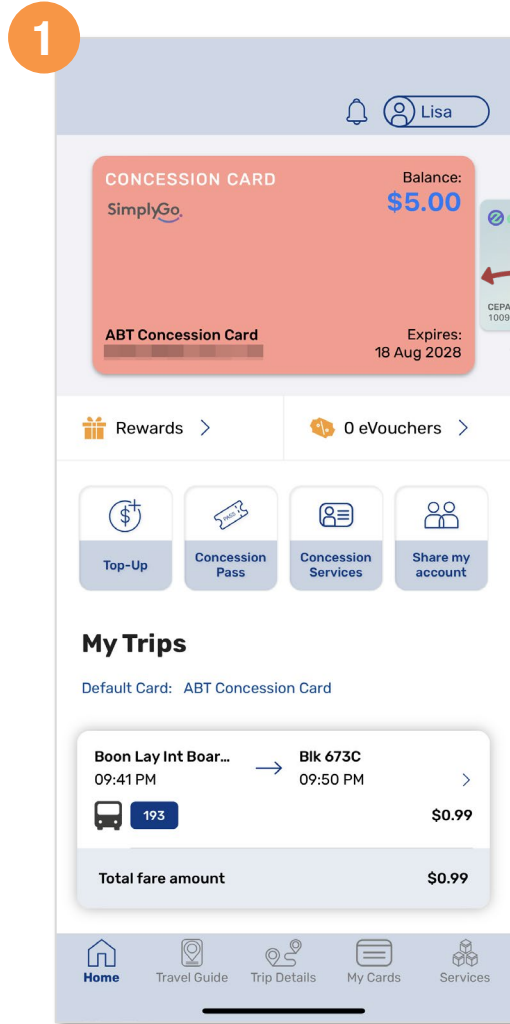 1
Lisa
CONCESSION CARD
Balance:
SimplyGo.
$5.00
CEPA
1009
ABT Concession Card
Expires:
18 Aug 2028
Rewards
0 eVouchers
PASS
Top-Up
Concession
Pass
Concession
Services
Share my
account
My Trips
Default Card: ABT Concession Card
Boon Lay Int Boar...
Blk 673C
09:41 PM
09:50 PM
193
$0.99
Total fare amount
$0.99
Home
Travel Guide
Trip Details
My Cards
Services